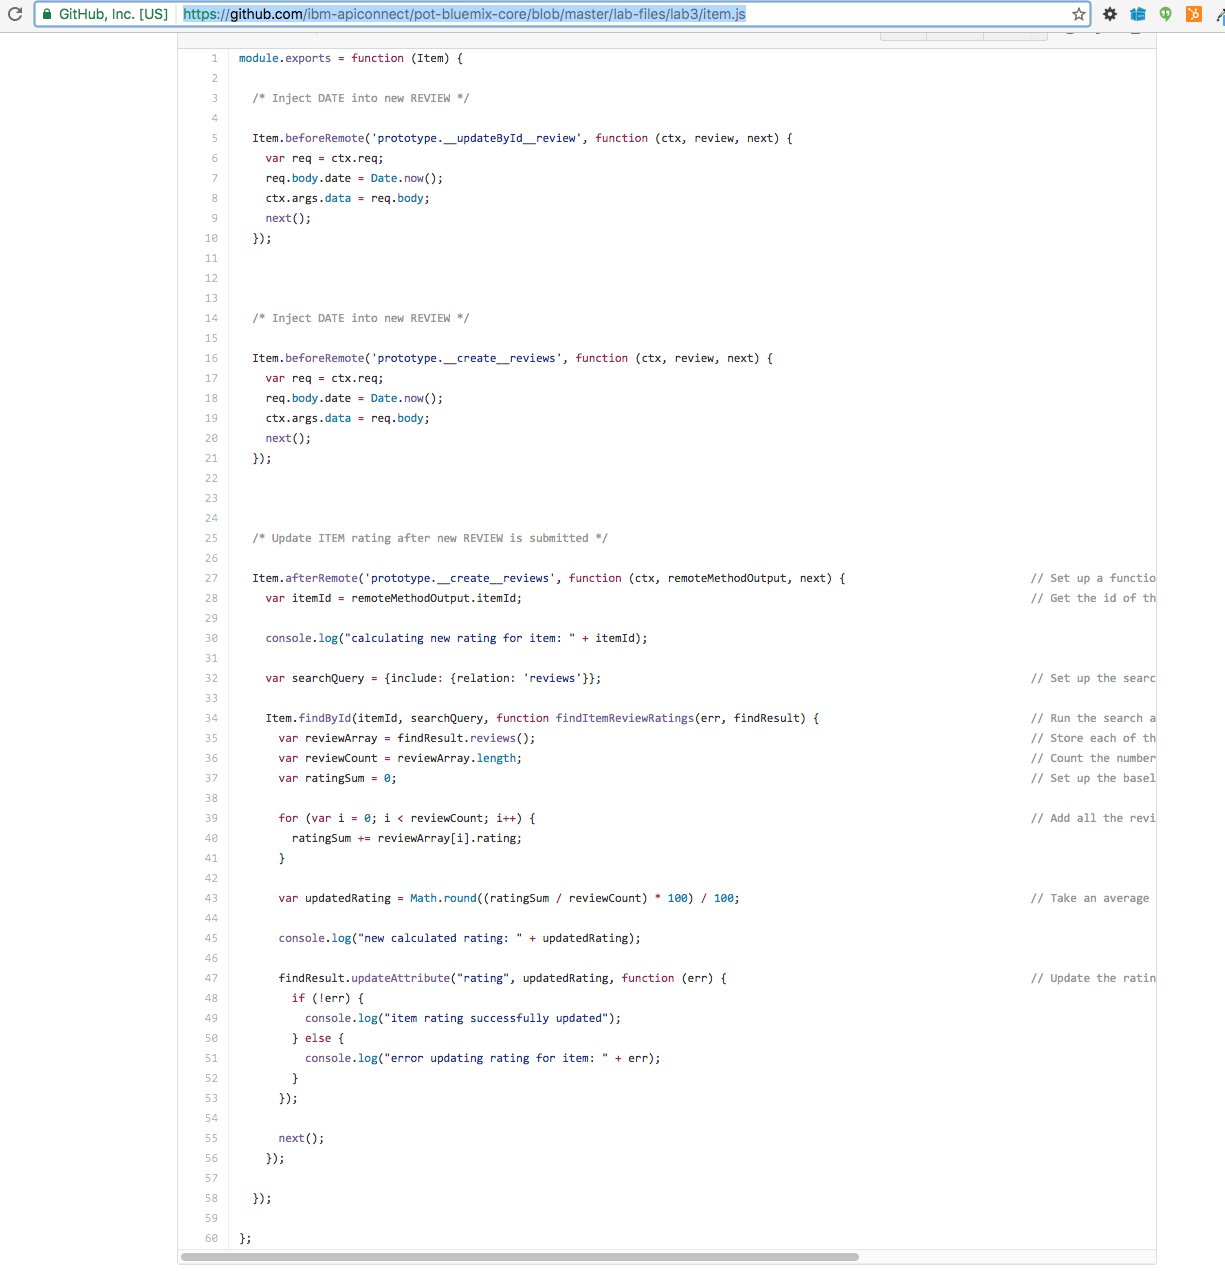 GitHub, Inc. [US] https://github.com/ibm-apiconnect/pot-bluemix-core/blob/master/lab-files/lab3/item.js
1 module.exports = function (Item) {
2
3 /* Inject DATE into new REVIEW */
4
5 Item.beforeRemote('prototype.__updateById__review', function (ctx, review, next) {
6 var req = ctx.req;
7 req.body.date = Date.now();
8 ctx.args.data = req.body;
9 next();
10 });
11
12
13
14 /* Inject DATE into new REVIEW */
15
16 Item.beforeRemote('prototype.__create__reviews', function (ctx, review, next) {
17 var req = ctx.req;
18 req.body.date = Date.now();
19 ctx.args.data = req.body;
20 next();
21 });
22
23
24
25 /* Update ITEM rating after new REVIEW is submitted */
26
27 Item.afterRemote('prototype.__create__reviews', function (ctx, remoteMethodOutput, next) { // Set up a functio
28 var itemId = remoteMethodOutput.itemId; // Get the id of th
29
30 console.log("calculating new rating for item: " + itemId);
31
32 var searchQuery = {include: {relation: 'reviews'}}; // Set up the searc
33
34 Item.findById(itemId, searchQuery, function findItemReviewRatings(err, findResult) { // Run the search a
35 var reviewArray = findResult.reviews(); // Store each of th
36 var reviewCount = reviewArray.length; // Count the number
37 var ratingSum = 0; // Set up the basel
38
39 for (var i = 0; i < reviewCount; i++) { // Add all the revi
40 ratingSum += reviewArray[i].rating;
41 }
42
43 var updatedRating = Math.round((ratingSum / reviewCount) * 100) / 100; // Take an average
44
45 console.log("new calculated rating: " + updatedRating);
46
47 findResult.updateAttribute("rating", updatedRating, function (err) { // Update the ratin
48 if (!err) {
49 console.log("item rating successfully updated");
50 } else {
51 console.log("error updating rating for item: " + err);
52 }
53 });
54
55 next();
56 });
57
58 });
59
60 };